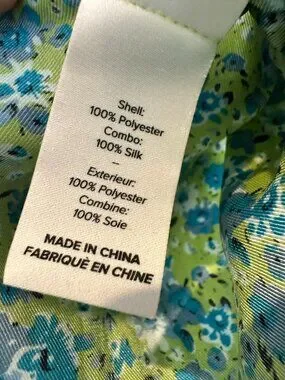 Shell:
100% Polyester
Combo:
100% Silk
–
Exterieur:
100% Polyester
Combine:
100% Soie
MADE IN CHINA
FABRIQUÉ EN CHINE